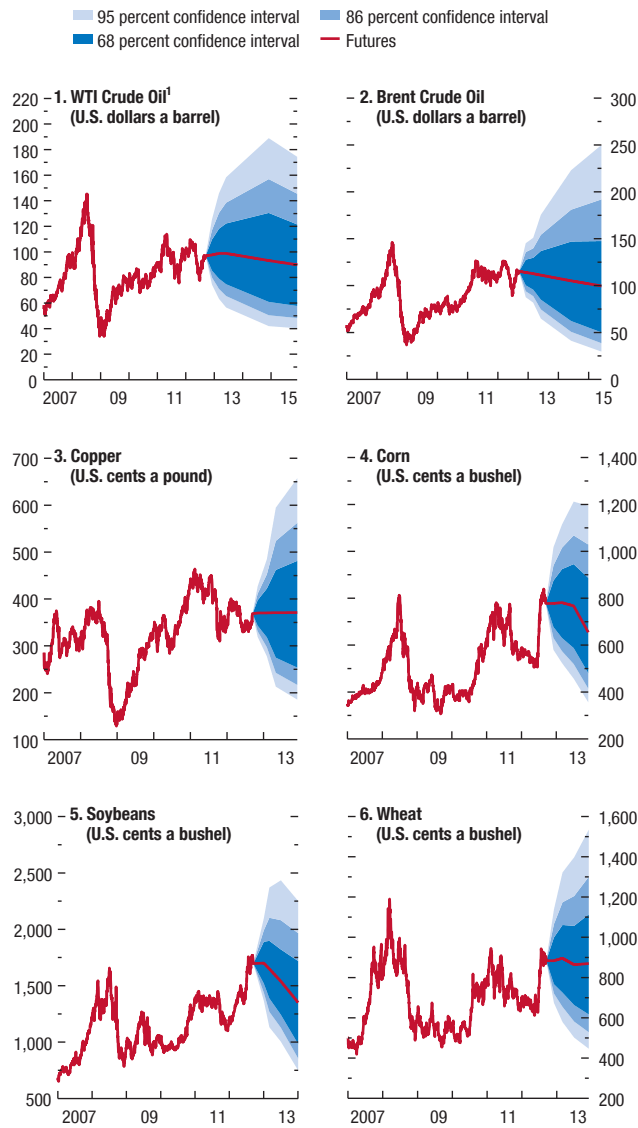 95 percent confidence interval
86 percent confidence interval
68 percent confidence interval
Futures
1. WTI Crude Oil¹
(U.S. dollars a barrel)
220
200
180
160
140
120
100
80
60
40
20
0
2007 09 11 13 15
2. Brent Crude Oil
(U.S. dollars a barrel)
300
250
200
150
100
50
0
2007 09 11 13 15
3. Copper
(U.S. cents a pound)
700
600
500
400
300
200
100
2007 09 11 13
4. Corn
(U.S. cents a bushel)
1,400
1,200
1,000
800
600
400
200
2007 09 11 13
5. Soybeans
(U.S. cents a bushel)
3,000
2,500
2,000
1,500
1,000
500
2007 09 11 13
6. Wheat
(U.S. cents a bushel)
1,600
1,400
1,200
1,000
800
600
400
200
2007 09 11 13